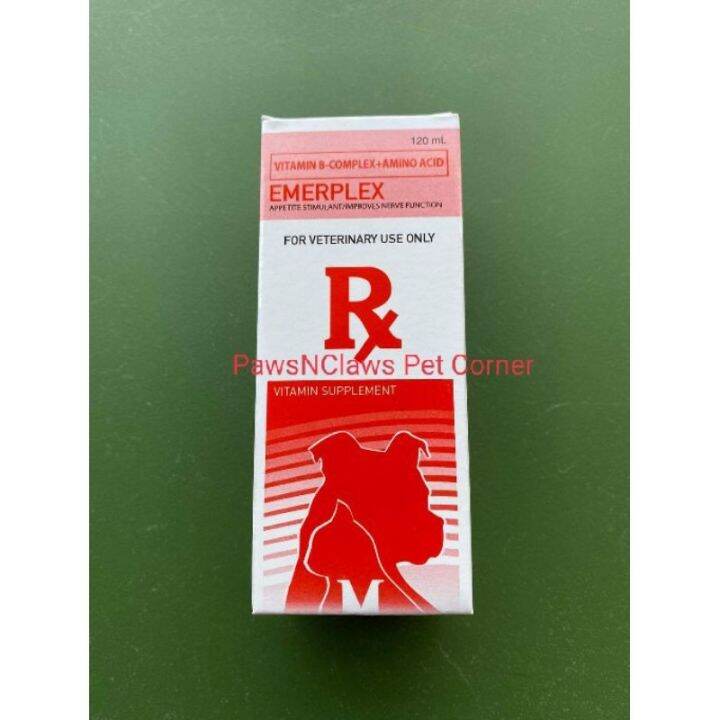 120 mL
VITAMIN B-COMPLEX+AMINO ACID
EMERPLEX
APPETITE STIMULANT/IMPROVES NERVE FUNCTION
FOR VETERINARY USE ONLY
Rx
PawsNClaws Pet Corner
VITAMIN SUPPLEMENT
M